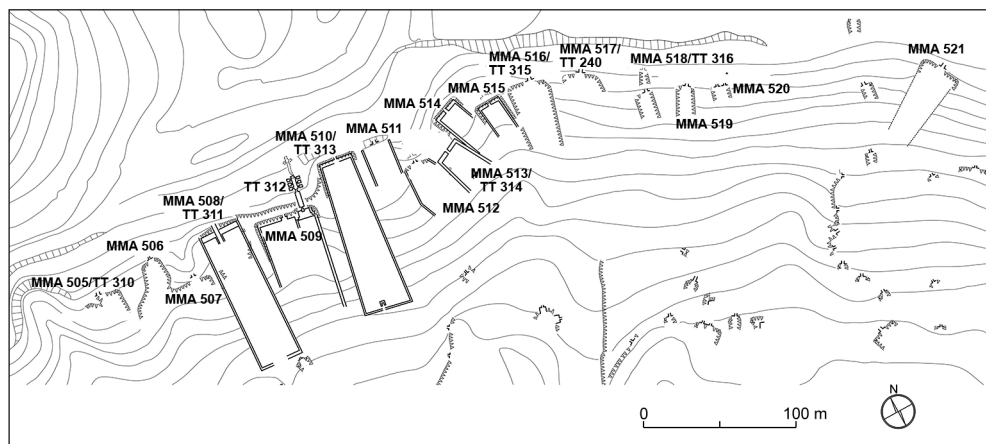 MMA 505/TT 310
MMA 506
MMA 507
MMA 508/
TT 311
TT 312
MMA 509
MMA 510/
TT 313
MMA 511
MMA 512
MMA 513/
TT 314
MMA 514
MMA 515
MMA 516/
TT 315
MMA 517/
TT 240
MMA 518/TT 316
MMA 519
MMA 520
MMA 521
0
100 m
N